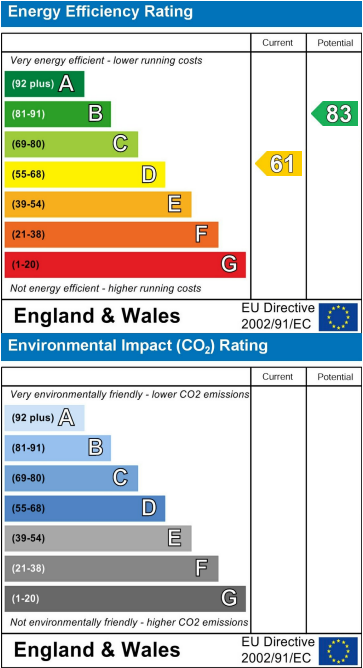 Energy Efficiency Rating
Current Potential
Very energy efficient - lower running costs
(92 plus) A
(81-91) B
83
(69-80) C
(55-68) D
61
(39-54) E
(21-38) F
(1-20) G
Not energy efficient - higher running costs
England & Wales
EU Directive
2002/91/EC
Environmental Impact (CO₂) Rating
Current Potential
Very environmentally friendly - lower CO2 emissions
(92 plus) A
(81-91) B
(69-80) C
(55-68) D
(39-54) E
(21-38) F
(1-20) G
Not environmentally friendly - higher CO2 emissions
England & Wales
EU Directive
2002/91/EC